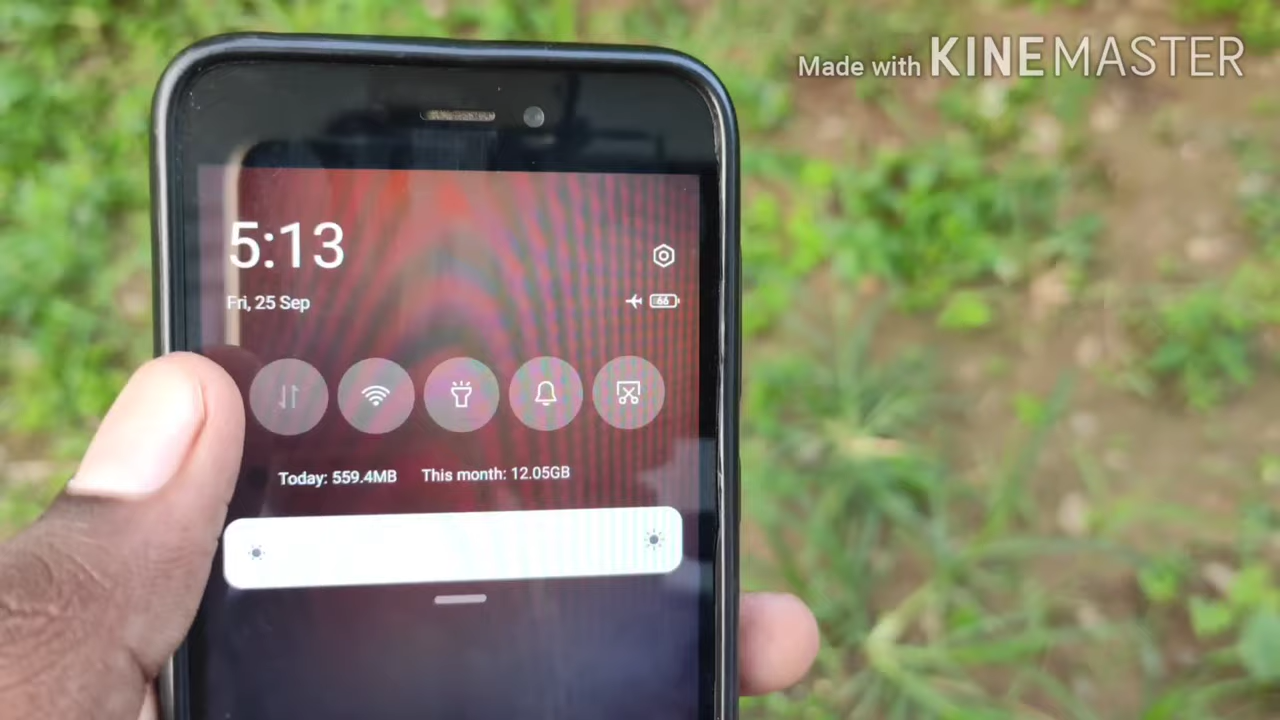 Made with KINEMASTER
5:13
Fri, 25 Sep
66
Today: 559.4MB This month: 12.05GB